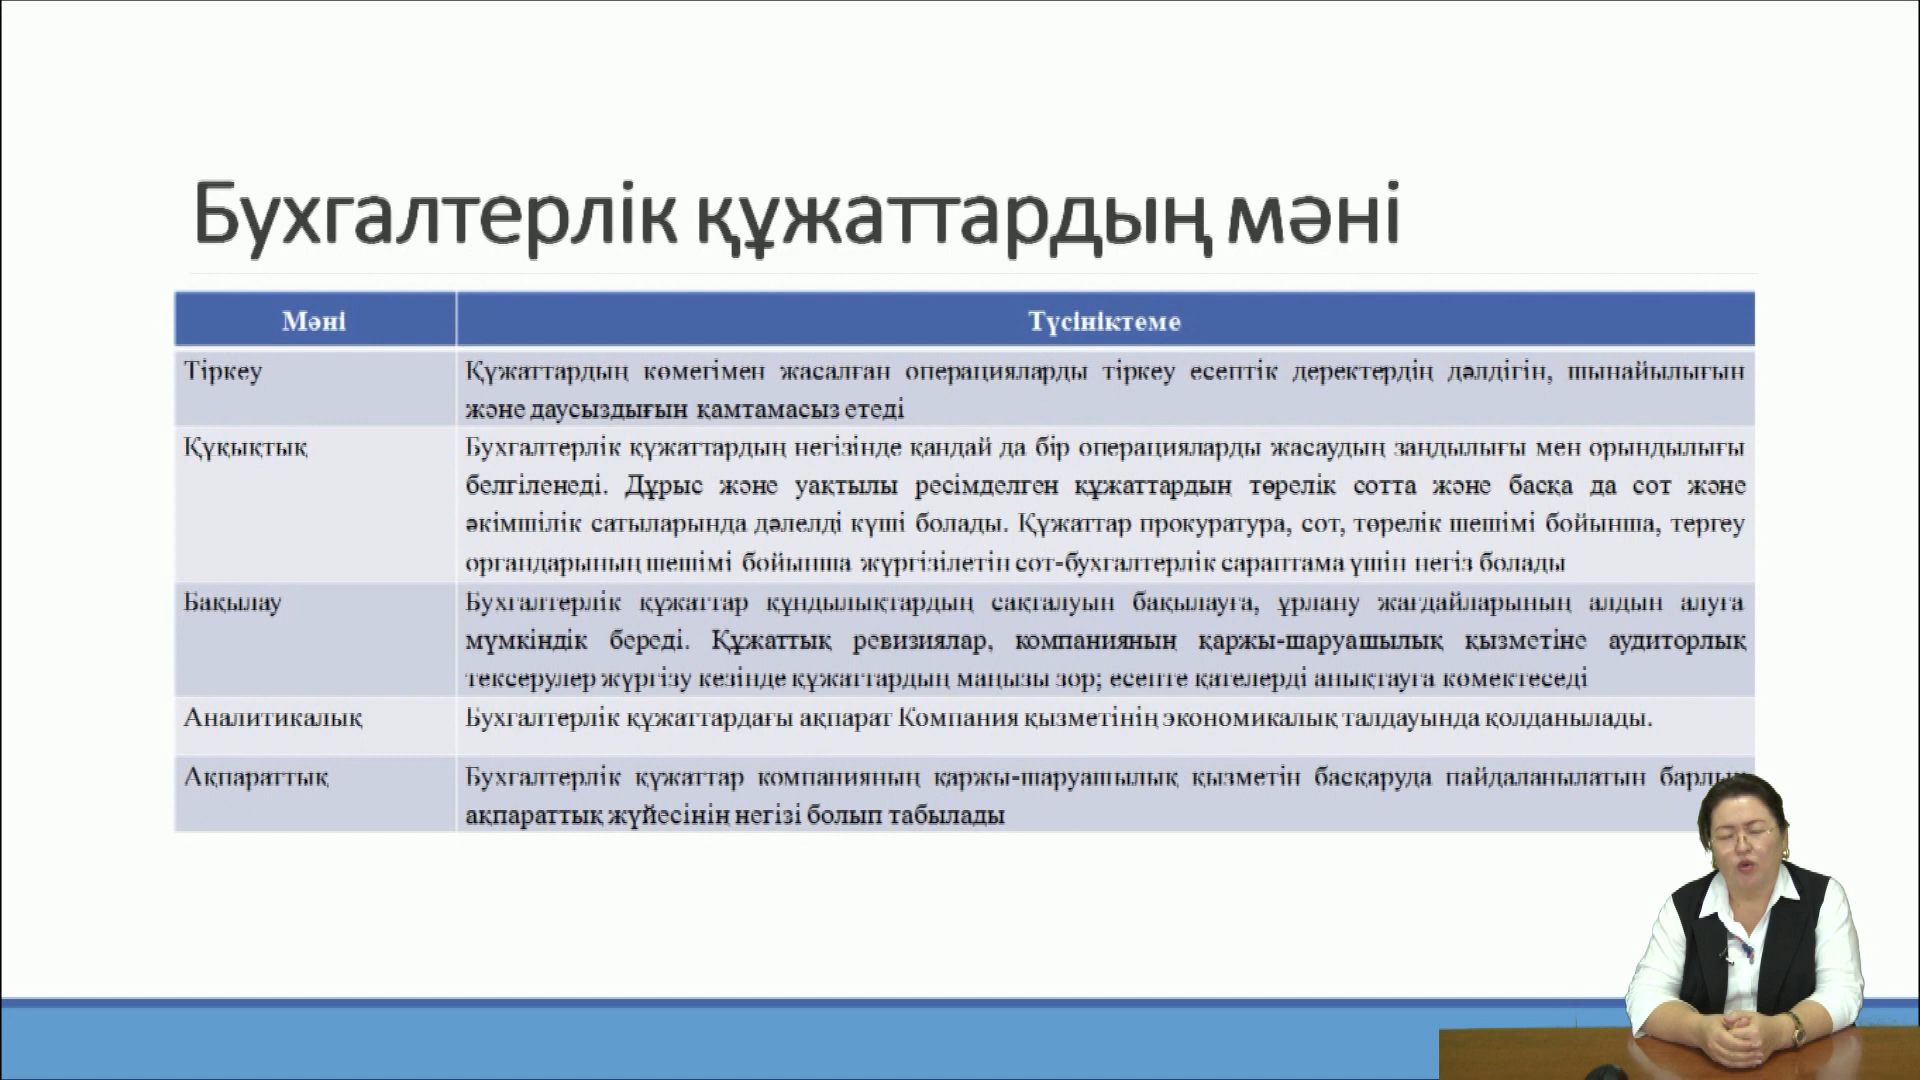 Бухгалтерлік құжаттардың мәні
Мәні
Түсініктеме
Тіркеу
Құжаттардың көмегімен жасалған операцияларды тіркеу есептік деректердің дәлдігін, шынайылығын
және даусыздығын қамтамасыз етеді
Құқықтық
Бухгалтерлік құжаттардың негізінде қандай да бір операцияларды жасаудың заңдылығы мен орындылығы
белгіленеді. Дұрыс және уақтылы ресімделген құжаттардың төрелік сотта және басқа да сот және
әкімшілік сатыларында дәлелді күші болады. Құжаттар прокуратура, сот, төрелік шешімі бойынша, тергеу
органдарының шешімі бойынша жүргізілетін сот-бухгалтерлік сараптама үшін негіз болады
Бақылау
Бухгалтерлік құжаттар құндылықтардың сақталуын бақылауға, ұрлану жағдайларының алдын алуға
мүмкіндік береді. Құжаттық ревизиялар, компанияның қаржы-шаруашылық қызметіне аудиторлық
тексерулер жүргізу кезінде құжаттардың маңызы зор; есепте қателерді анықтауға көмектеседі
Аналитикалық
Бухгалтерлік құжаттардағы ақпарат Компания қызметінің экономикалық талдауында қолданылады.
Ақпараттық
Бухгалтерлік құжаттар компанияның қаржы-шаруашылық қызметін басқаруда пайдаланылатын барлық
ақпараттық жүйесінің негізі болып табылады